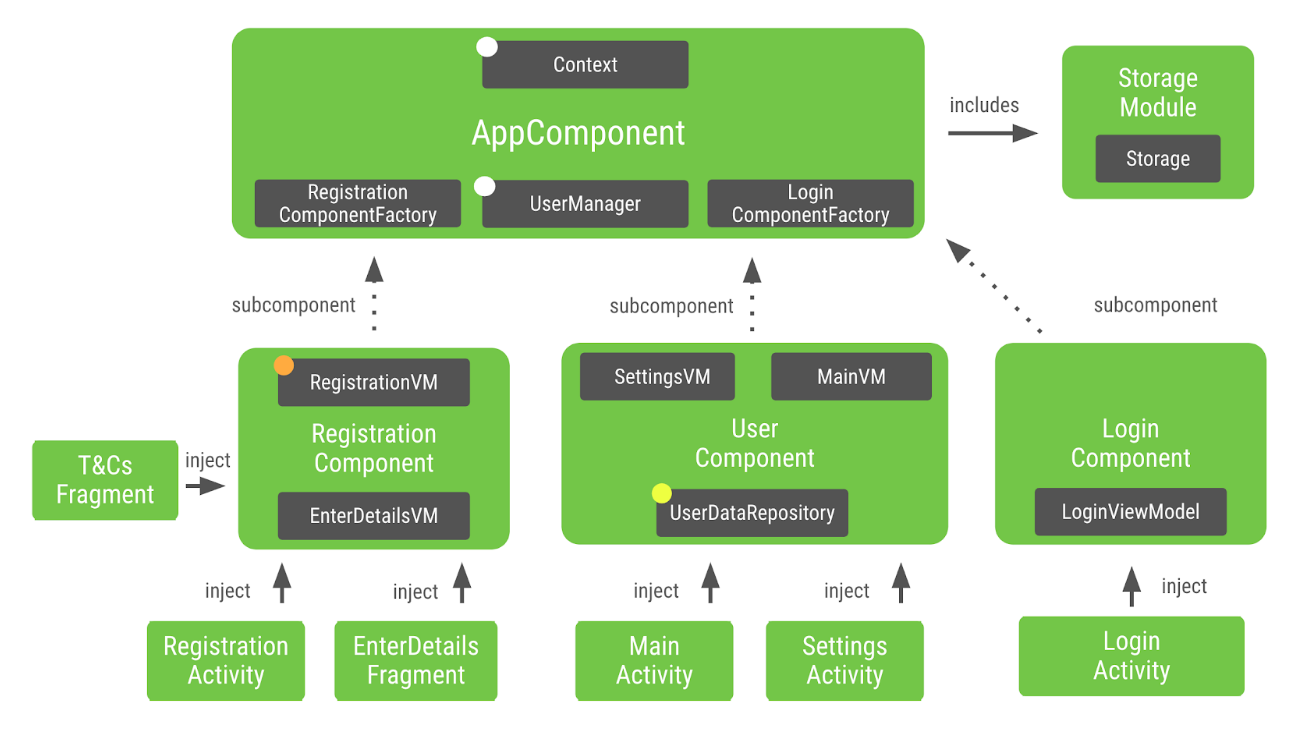 Context
AppComponent
Registration
ComponentFactory
UserManager
Login
ComponentFactory
includes
Storage
Module
Storage
subcomponent
subcomponent
subcomponent
RegistrationVM
Registration
Component
EnterDetailsVM
SettingsVM
MainVM
User
Component
UserDataRepository
Login
Component
LoginViewModel
T&Cs
Fragment
inject
inject
inject
inject
inject
inject
Registration
Activity
EnterDetails
Fragment
Main
Activity
Settings
Activity
Login
Activity